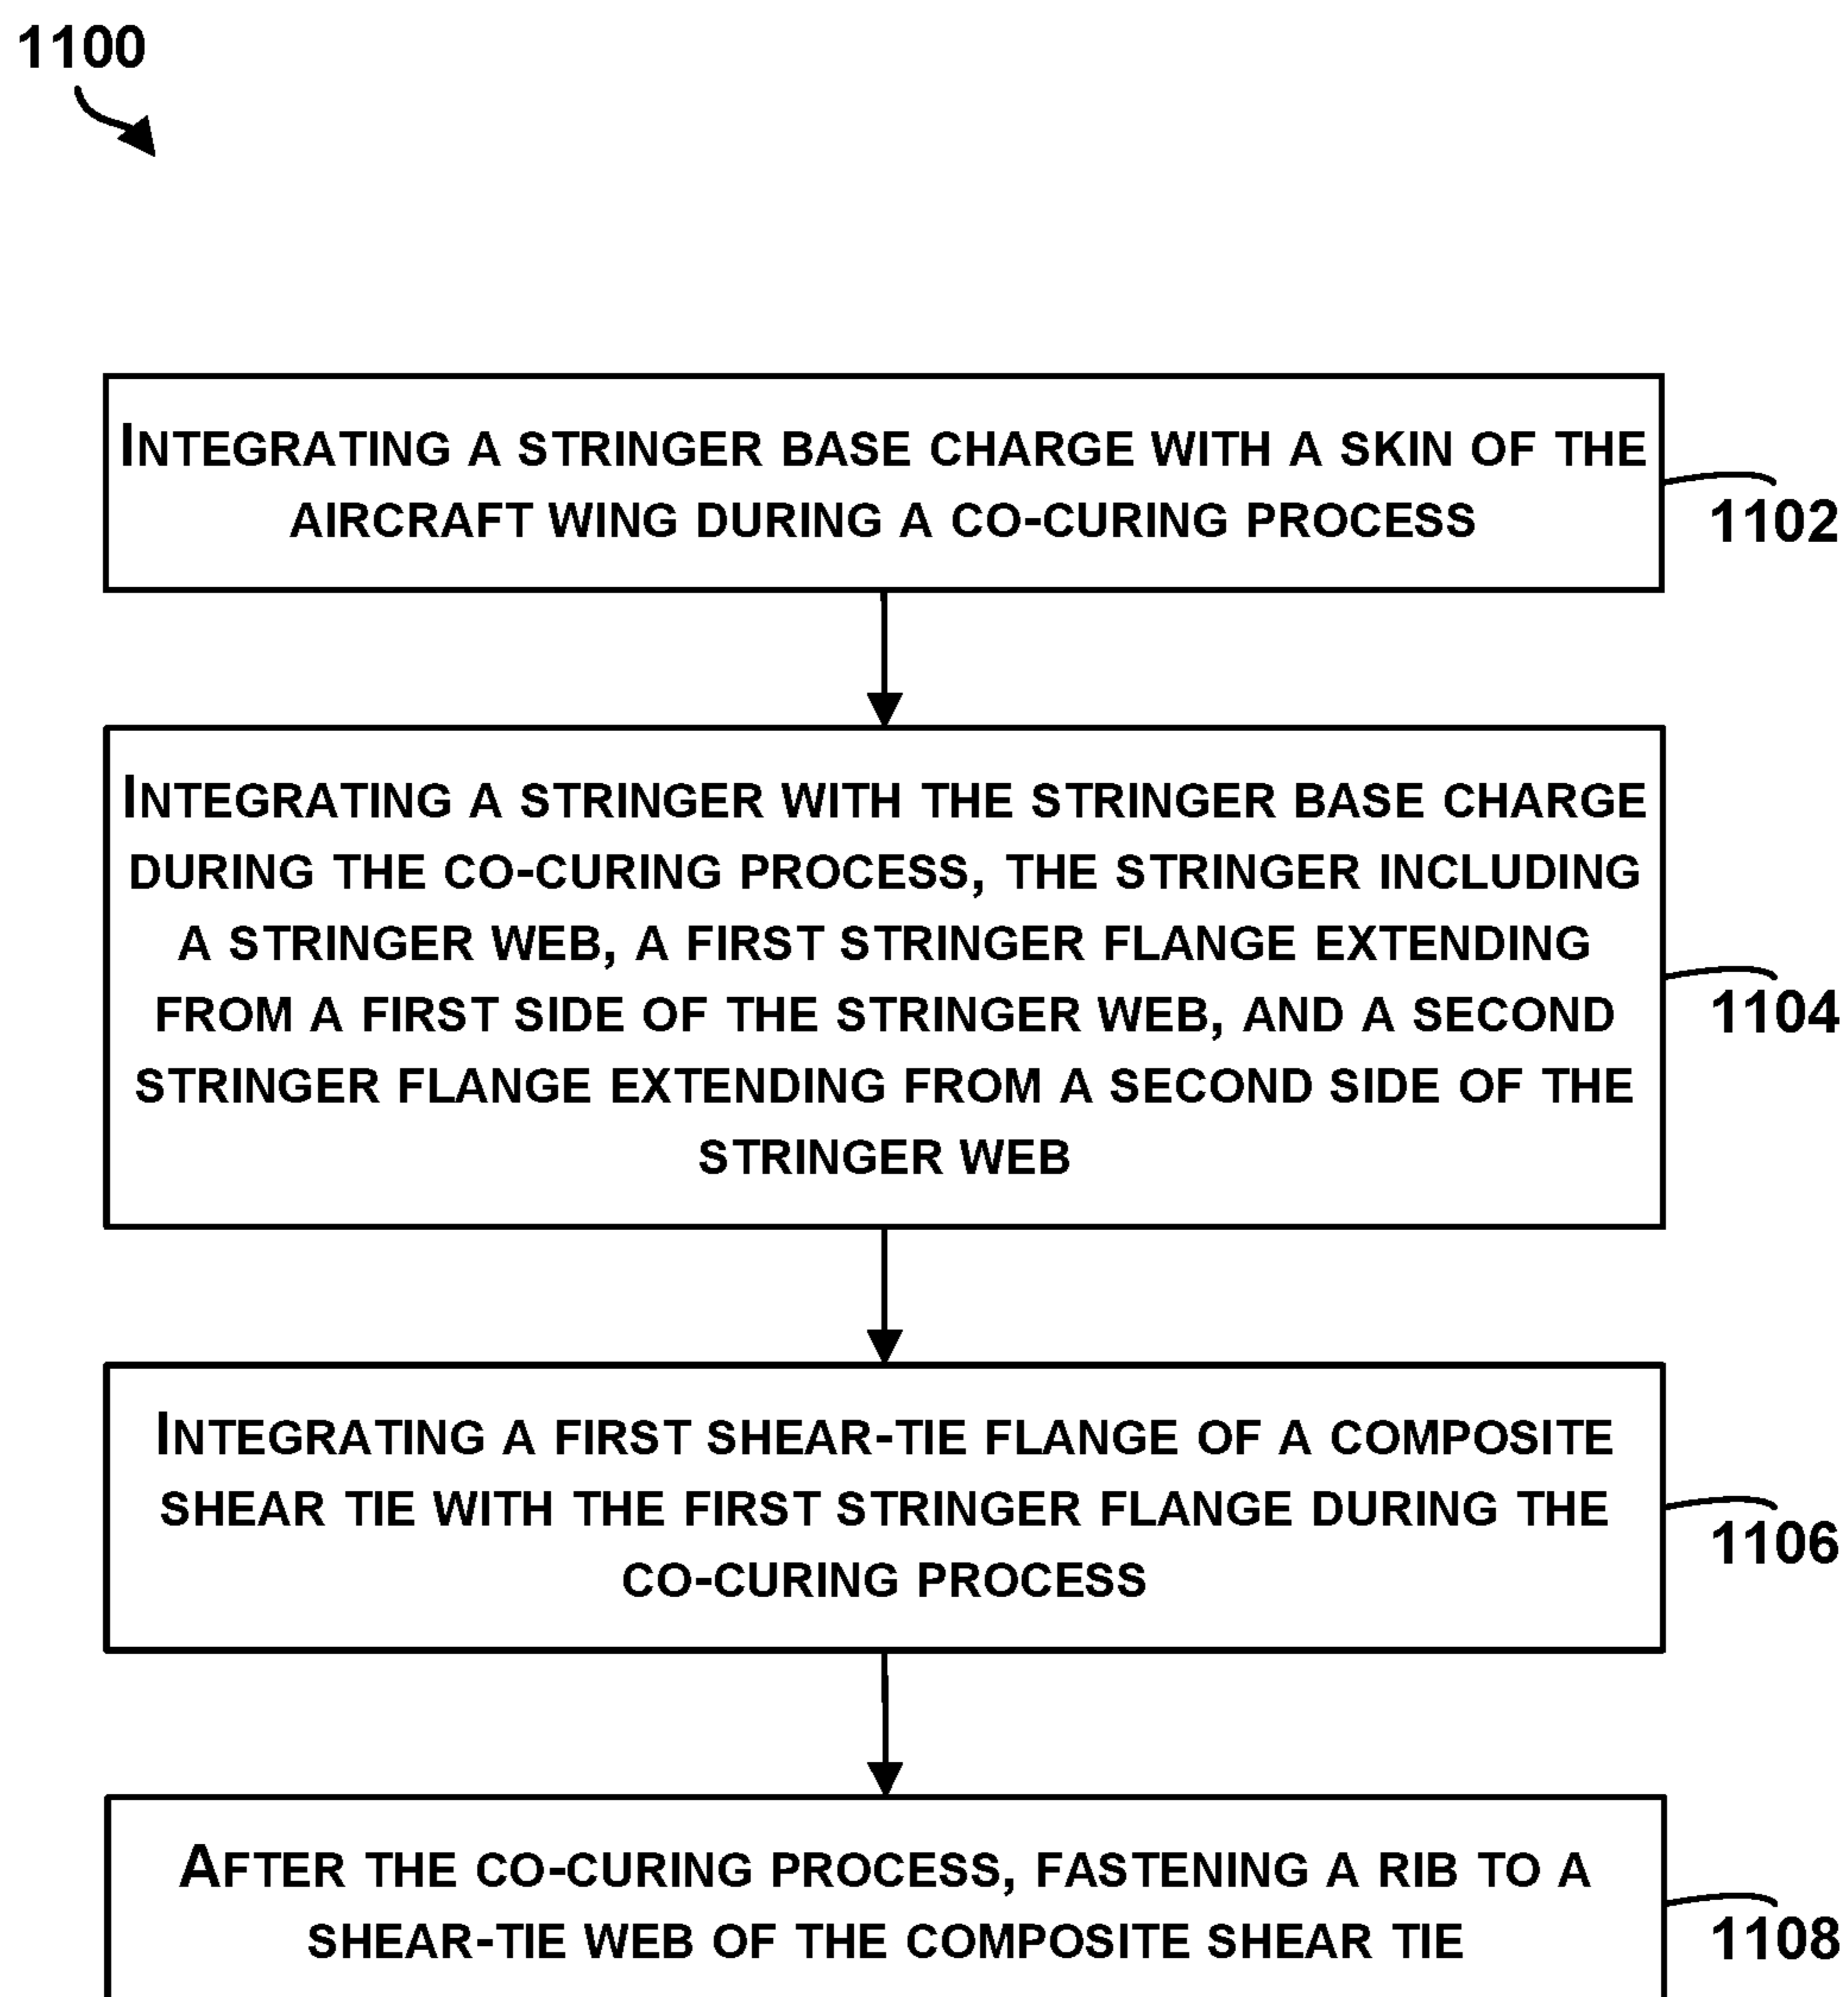 1100
INTEGRATING A STRINGER BASE CHARGE WITH A SKIN OF THE
AIRCRAFT WING DURING A CO-CURING PROCESS
1102
INTEGRATING A STRINGER WITH THE STRINGER BASE CHARGE
DURING THE CO-CURING PROCESS, THE STRINGER INCLUDING
A STRINGER WEB, A FIRST STRINGER FLANGE EXTENDING
FROM A FIRST SIDE OF THE STRINGER WEB, AND A SECOND
STRINGER FLANGE EXTENDING FROM A SECOND SIDE OF THE
STRINGER WEB
1104
INTEGRATING A FIRST SHEAR-TIE FLANGE OF A COMPOSITE
SHEAR TIE WITH THE FIRST STRINGER FLANGE DURING THE
CO-CURING PROCESS
1106
AFTER THE CO-CURING PROCESS, FASTENING A RIB TO A
SHEAR-TIE WEB OF THE COMPOSITE SHEAR TIE
1108